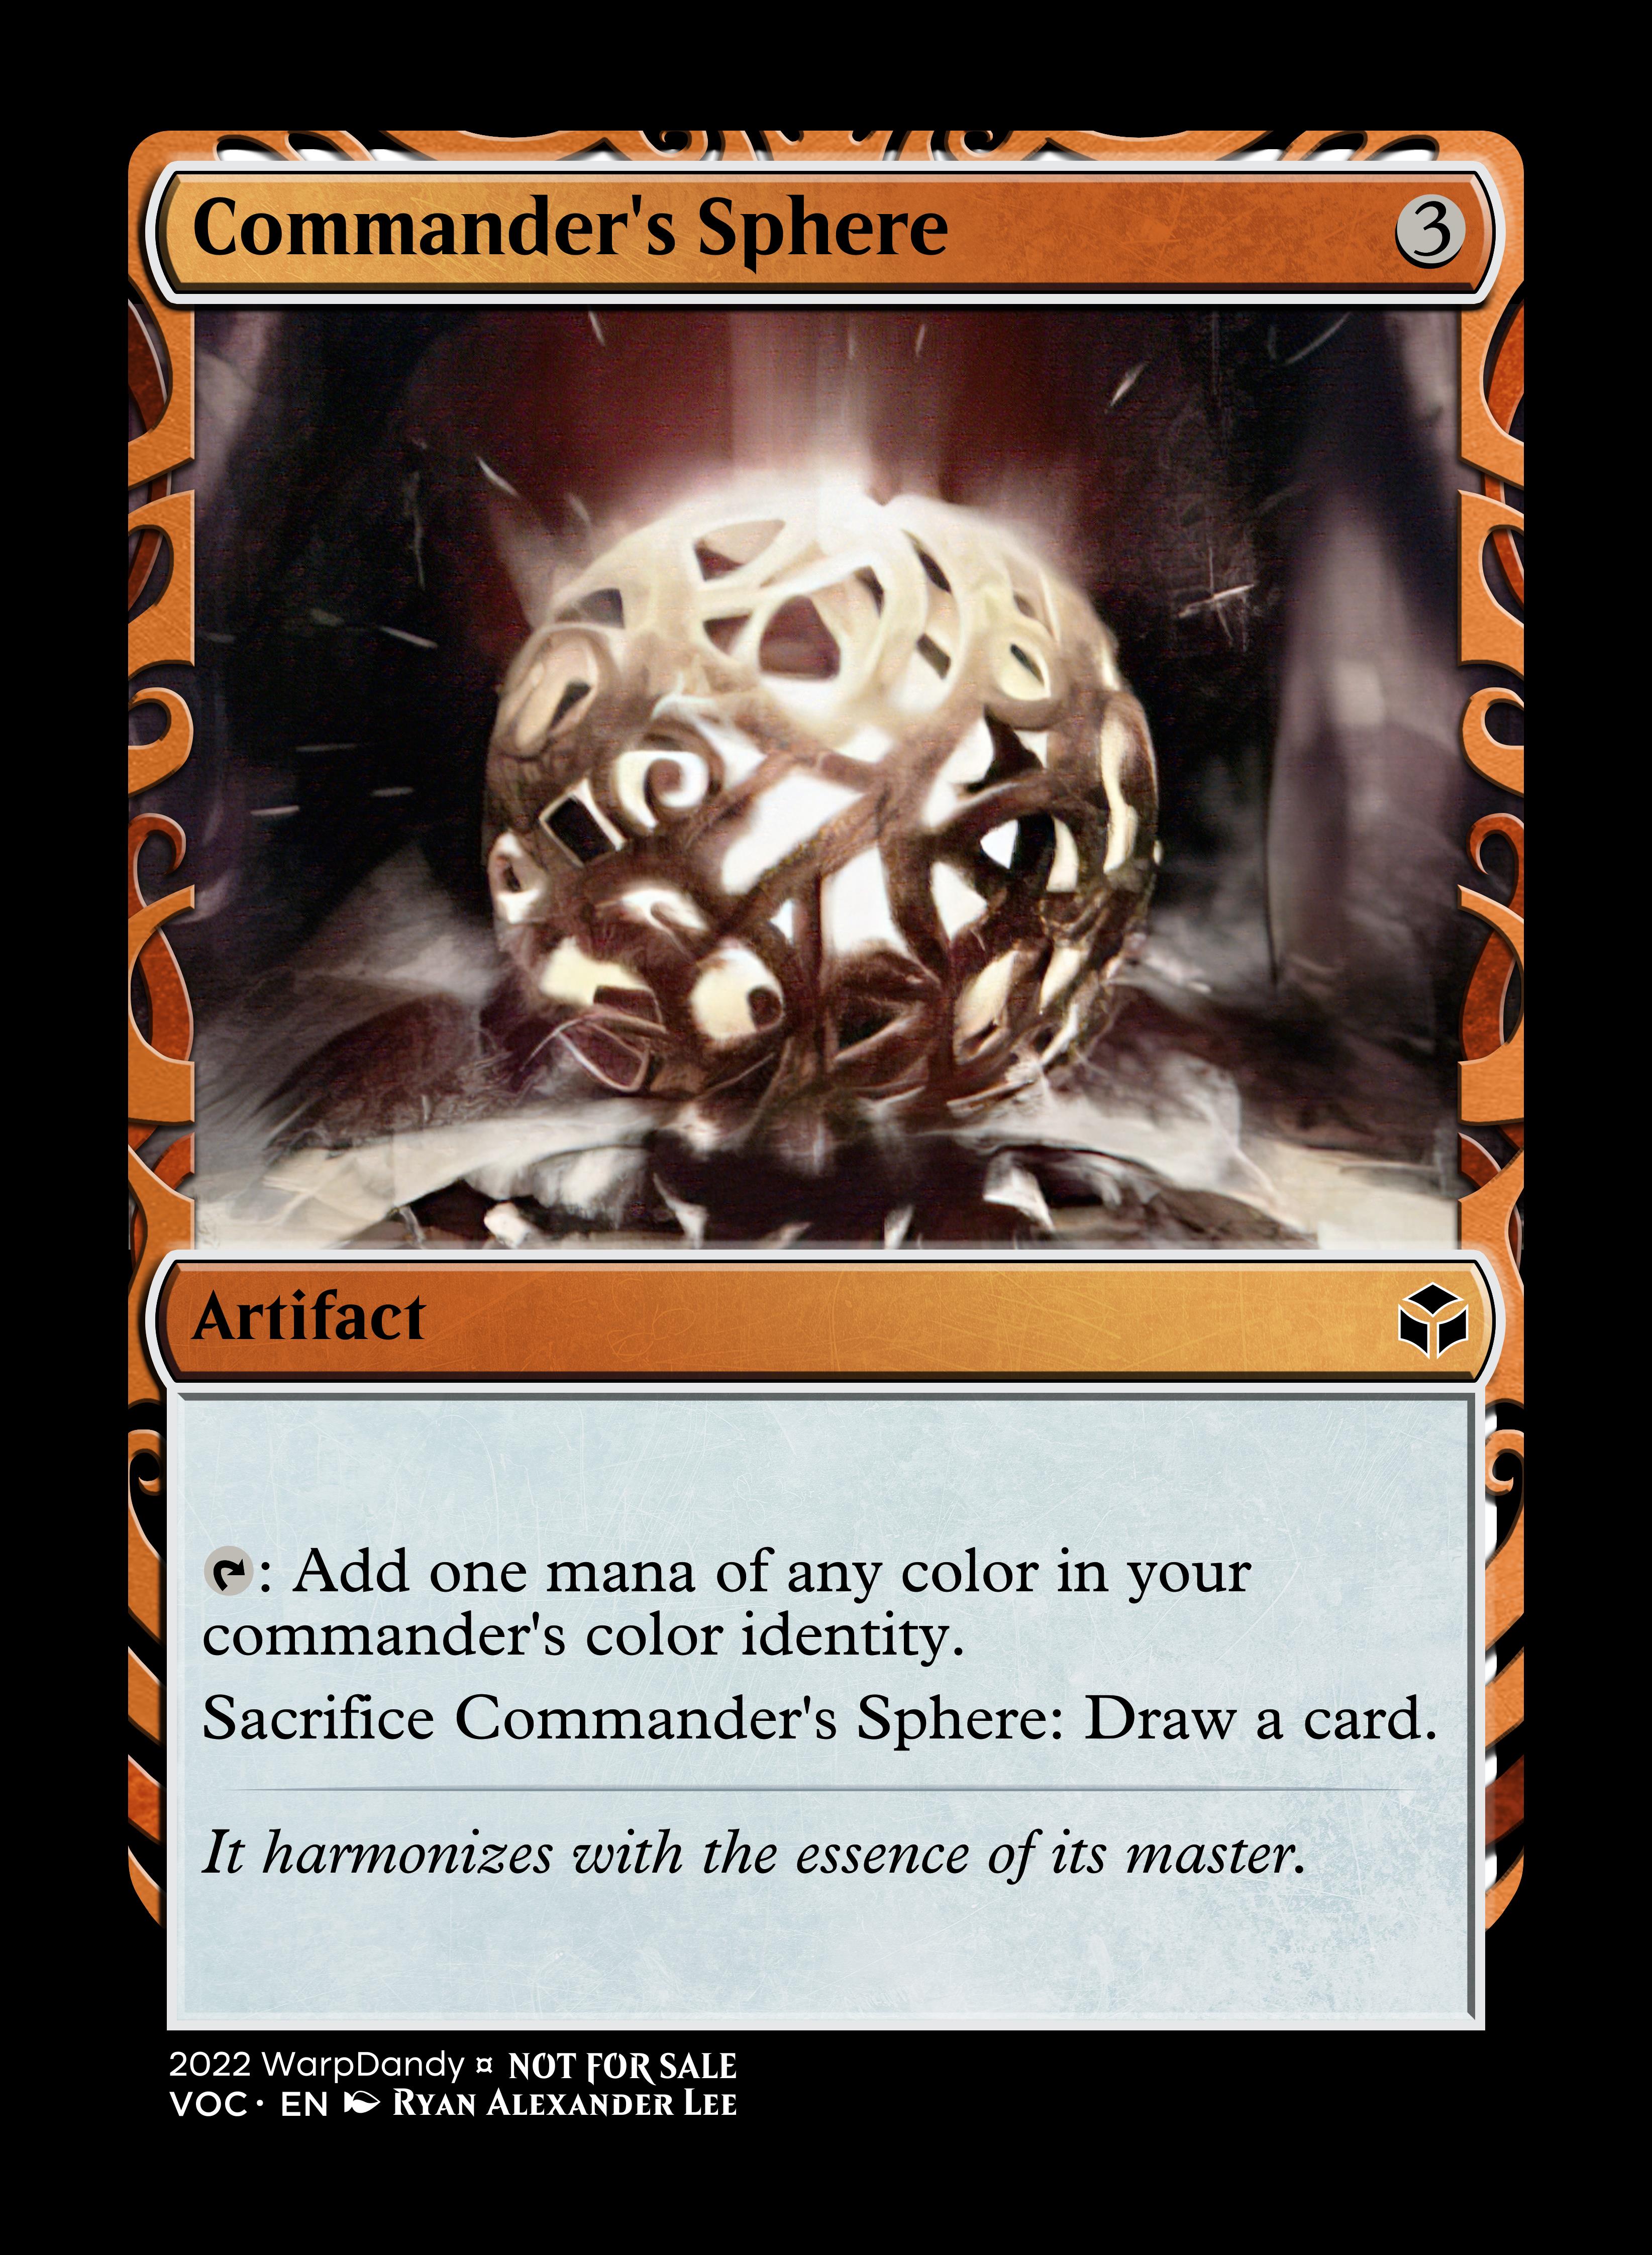 Commander's Sphere 3
Artifact
: Add one mana of any color in your
commander's color identity.
Sacrifice Commander's Sphere: Draw a card.
It harmonizes with the essence of its master.
2022 WarpDandy ¤ NOT FOR SALE
VOC · EN Ryan Alexander Lee